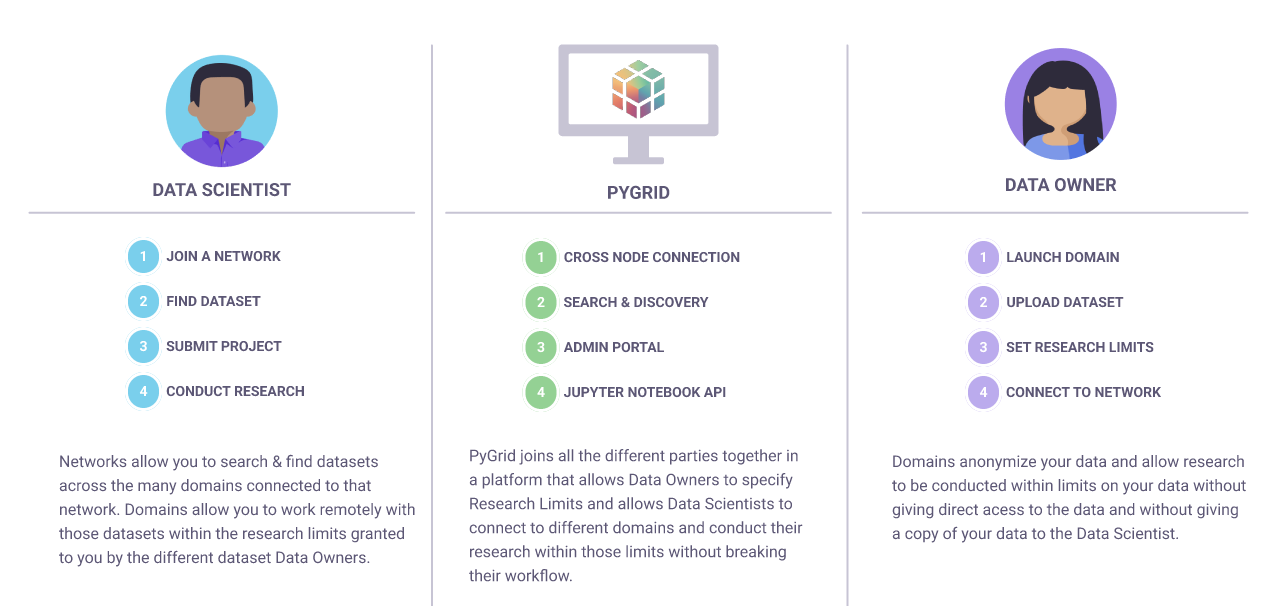 DATA SCIENTIST
1 JOIN A NETWORK
2 FIND DATASET
3 SUBMIT PROJECT
4 CONDUCT RESEARCH
Networks allow you to search & find datasets
across the many domains connected to that
network. Domains allow you to work remotely with
those datasets within the research limits granted
to you by the different dataset Data Owners.
PYGRID
1 CROSS NODE CONNECTION
2 SEARCH & DISCOVERY
3 ADMIN PORTAL
4 JUPYTER NOTEBOOK API
PyGrid joins all the different parties together in
a platform that allows Data Owners to specify
Research Limits and allows Data Scientists to
connect to different domains and conduct their
research within those limits without breaking
their workflow.
DATA OWNER
1 LAUNCH DOMAIN
2 UPLOAD DATASET
3 SET RESEARCH LIMITS
4 CONNECT TO NETWORK
Domains anonymize your data and allow research
to be conducted within limits on your data without
giving direct acess to the data and without giving
a copy of your data to the Data Scientist.